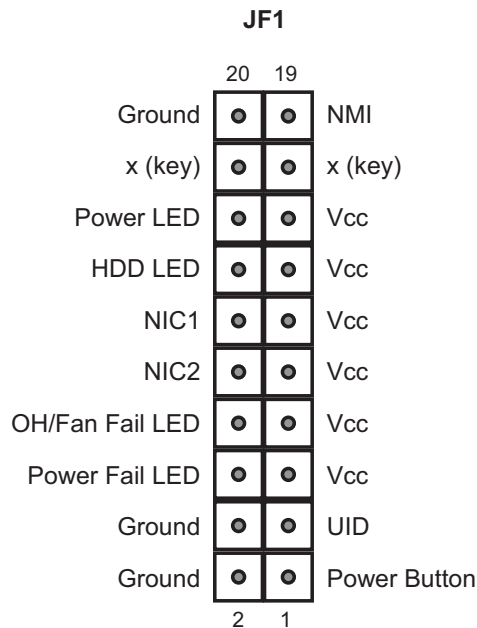 JF1
20 19
Ground NMI
x (key) x (key)
Power LED Vcc
HDD LED Vcc
NIC1 Vcc
NIC2 Vcc
OH/Fan Fail LED Vcc
Power Fail LED Vcc
Ground UID
Ground Power Button
2 1